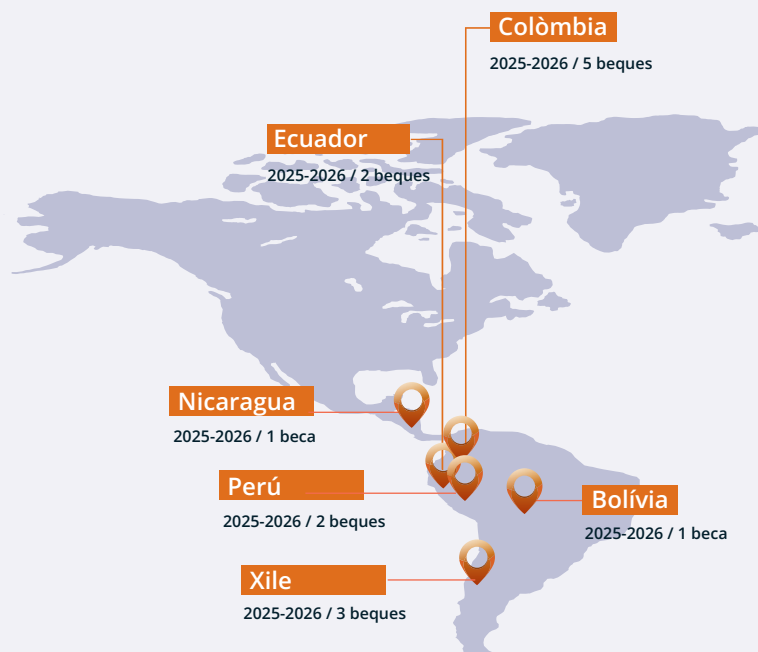 Colòmbia
2025-2026 / 5 beques
Ecuador
2025-2026 / 2 beques
Nicaragua
2025-2026 / 1 beca
Perú
2025-2026 / 2 beques
Bolívia
2025-2026 / 1 beca
Xile
2025-2026 / 3 beques